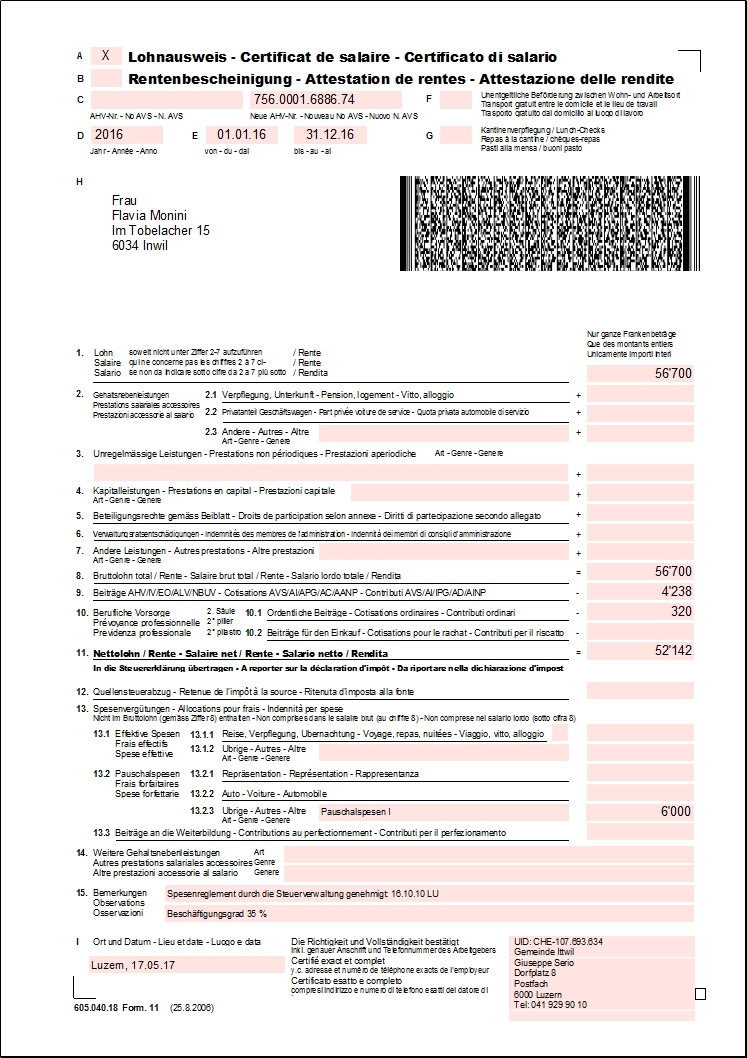 A X Lohnausweis - Certificat de salaire - Certificato di salario
B Rentenbescheinigung - Attestation de rentes - Attestazione delle rendite
C 756.0001.6886.74 F Unentgeltliche Beförderung zwischen Wohn- und Arbeitsort
Transport gratuit entre le domicile et le lieu de travail
AHV-Nr. - No AVS - N. AVS Neue AHV-Nr. - Nouveau No AVS - Nuovo N. AVS Trasporto gratuito dal domicilio al luogo di lavoro
D 2016 E 01.01.16 31.12.16 G Kantinenverpflegung / Lunch-Checks
Repas à la cantine / chèques-repas
Jahr - Année - Anno von - du - dal bis - au - al Pasti alla mensa / buoni pasto
H
Frau
Flavia Monini
Im Tobelacher 15
6034 Inwil
Nur ganze Frankenbeträge
Que des montants entiers
Unicamente importi interi
1. Lohn soweit nicht unter Ziffer 2-7 aufzuführen / Rente
Salaire qui ne concerne pas les chiffres 2 à 7 ci- / Rente
Salario se non da indicare sotto cifra da 2 a 7 più sotto / Rendita 56'700
2. Gehaltsnebenleistungen 2.1 Verpflegung, Unterkunft - Pension, logement - Vitto, alloggio +
Prestations salariales accessoires
Prestazioni accessorie al salario 2.2 Privatanteil Geschäftswagen - Part privée voiture de service - Quota privata automobile di servizio +
2.3 Andere - Autres - Altre +
Art - Genre - Genere
3. Unregelmässige Leistungen - Prestations non périodiques - Prestazioni aperiodiche Art - Genre - Genere
+
4. Kapitalleistungen - Prestations en capital - Prestazioni capitale +
Art - Genre - Genere
5. Beteiligungsrechte gemäss Beiblatt - Droits de participation selon annexe - Diritti di partecipazione secondo allegato +
6. Verwaltungsratsentschädigungen - Indemnités des membres de l'administration - Indennità dei membri di consigli d'amministrazione +
7. Andere Leistungen - Autres prestations - Altre prestazioni +
Art - Genre - Genere
8. Bruttolohn total / Rente - Salaire brut total / Rente - Salario lordo totale / Rendita = 56'700
9. Beiträge AHV/IV/EO/ALV/NBUV - Cotisations AVS/AI/APG/AC/AANP - Contributi AVS/AI/IPG/AD/AINP - 4'238
10. Berufliche Vorsorge 2. Säule 10.1 Ordentliche Beiträge - Cotisations ordinaires - Contributi ordinari - 320
Prévoyance professionnelle 2e pilier
Previdenza professionale 2° pilastro 10.2 Beiträge für den Einkauf - Cotisations pour le rachat - Contributi per il riscatto -
11. Nettolohn / Rente - Salaire net / Rente - Salario netto / Rendita = 52'142
In die Steuererklärung übertragen - A reporter sur la déclaration d'impôt - Da riportare nella dichiarazione d'impost
12. Quellensteuerabzug - Retenue de l'impôt à la source - Ritenuta d'imposta alla fonte
13. Spesenvergütungen - Allocations pour frais - Indennità per spese
Nicht im Bruttolohn (gemäss Ziffer 8) enthalten - Non comprises dans le salaire brut (au chiffre 8) - Non comprese nel salario lordo (sotto cifra 8)
13.1 Effektive Spesen 13.1.1 Reise, Verpflegung, Übernachtung - Voyage, repas, nuitées - Viaggio, vitto, alloggio
Frais effectifs
Spese effettive 13.1.2 Übrige - Autres - Altre
Art - Genre - Genere
13.2 Pauschalspesen 13.2.1 Repräsentation - Représentation - Rappresentanza
Frais forfaitaires
Spese forfettarie 13.2.2 Auto - Voiture - Automobile
13.2.3 Übrige - Autres - Altre Pauschalspesen I 6'000
Art - Genre - Genere
13.3 Beiträge an die Weiterbildung - Contributions au perfectionnement - Contributi per il perfezionamento
14. Weitere Gehaltsnebenleistungen Art
Autres prestations salariales accessoires Genre
Altre prestazioni accessorie al salario Genere
15. Bemerkungen Spesenreglement durch die Steuerverwaltung genehmigt: 16.10.10 LU
Observations
Osservazioni Beschäftigungsgrad 35 %
I Ort und Datum - Lieu et date - Luogo e data Die Richtigkeit und Vollständigkeit bestätigt UID: CHE-107.693.634
inkl. genauer Anschrift und Telefonnummer des Arbeitgebers Gemeinde Ittwil
Certifié exact et complet Giuseppe Serio
Luzern, 17.05.17 y.c. adresse et numéro de téléphone exacts de l'employeur Dorfplatz 8
Certificato esatto e completo Postfach
compresi indirizzo e numero di telefono esatti del datore di 6000 Luzern
605.040.18 Form. 11 (25.8.2006) Tel: 041 929 90 10